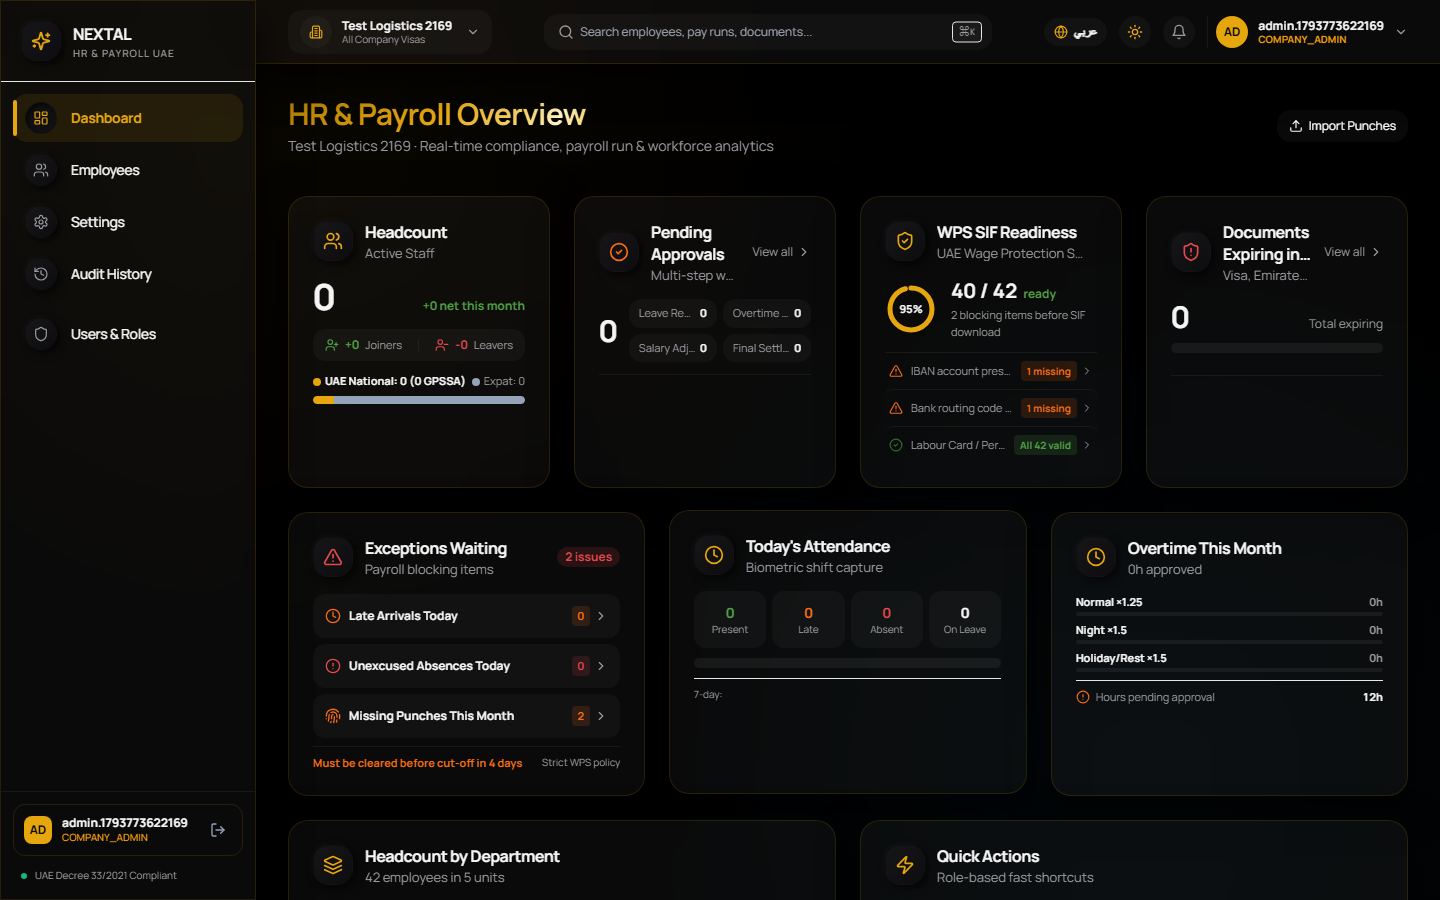 NEXTAL
HR & PAYROLL UAE
Dashboard
Employees
Settings
Audit History
Users & Roles
AD
admin.1793773622169
COMPANY_ADMIN
UAE Decree 33/2021 Compliant
Test Logistics 2169
All Company Visas
Search employees, pay runs, documents...
⌘K
عربي
AD
admin.1793773622169
COMPANY_ADMIN
HR & Payroll Overview
Test Logistics 2169 · Real-time compliance, payroll run & workforce analytics
Import Punches
Headcount
Active Staff
0
+0 net this month
+0 Joiners
-0 Leavers
UAE National: 0 (0 GPSSA)
Expat: 0
Pending
Approvals
Multi-step w...
View all
0
Leave Re... 0
Overtime ... 0
Salary Adj... 0
Final Settl... 0
WPS SIF Readiness
UAE Wage Protection S...
95%
40 / 42 ready
2 blocking items before SIF
download
IBAN account pres... 1 missing
Bank routing code ... 1 missing
Labour Card / Per... All 42 valid
Documents
Expiring in...
Visa, Emirate...
View all
0
Total expiring
Exceptions Waiting
Payroll blocking items
2 issues
Late Arrivals Today 0
Unexcused Absences Today 0
Missing Punches This Month 2
Must be cleared before cut-off in 4 days
Strict WPS policy
Today's Attendance
Biometric shift capture
0
Present
0
Late
0
Absent
0
On Leave
7-day:
Overtime This Month
0h approved
Normal ×1.25 0h
Night ×1.5 0h
Holiday/Rest ×1.5 0h
Hours pending approval 12h
Headcount by Department
42 employees in 5 units
Quick Actions
Role-based fast shortcuts